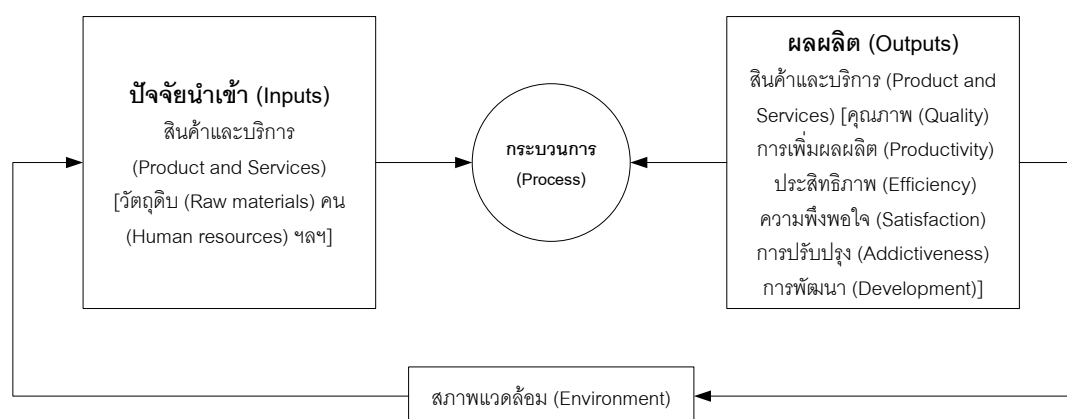 ปัจจัยนำเข้า (Inputs)
สินค้าและบริการ
(Product and Services)
[วัตถุดิบ (Raw materials) คน
(Human resources) ฯลฯ]
กระบวนการ
(Process)
ผลผลิต (Outputs)
สินค้าและบริการ (Product and
Services) [คุณภาพ (Quality)
การเพิ่มผลผลิต (Productivity)
ประสิทธิภาพ (Efficiency)
ความพึงพอใจ (Satisfaction)
การปรับปรุง (Addictiveness)
การพัฒนา (Development)]
สภาพแวดล้อม (Environment)